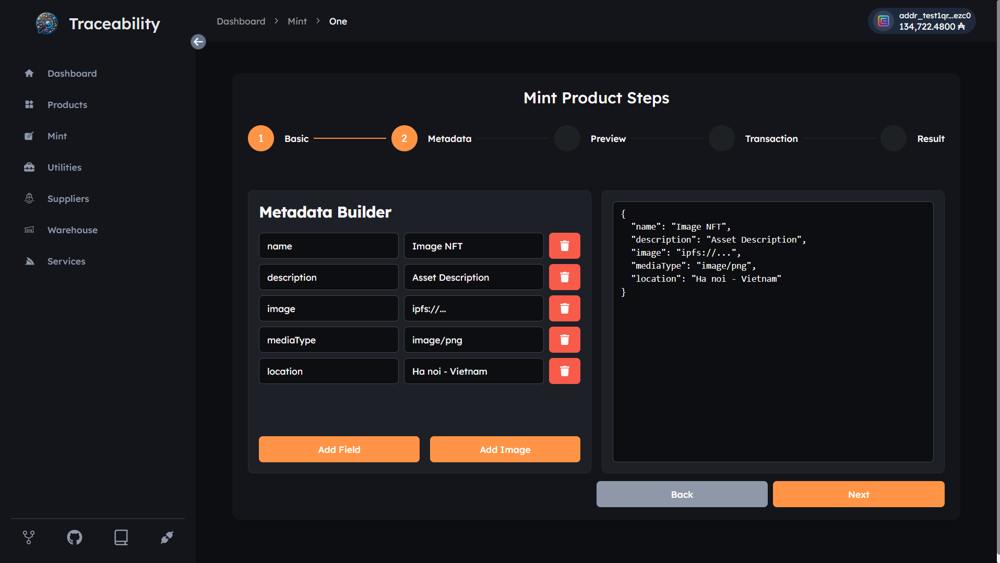 Traceability
Dashboard > Mint > One
addr_test1qr...ezc0
134,722.4800 ₳
Dashboard
Products
Mint
Utilities
Suppliers
Warehouse
Services
Mint Product Steps
1 Basic 2 Metadata Preview Transaction Result
Metadata Builder
name Image NFT
description Asset Description
image ipfs://...
mediaType image/png
location Ha noi - Vietnam
Add Field Add Image
{
"name": "Image NFT",
"description": "Asset Description",
"image": "ipfs://...",
"mediaType": "image/png",
"location": "Ha noi - Vietnam"
}
Back Next